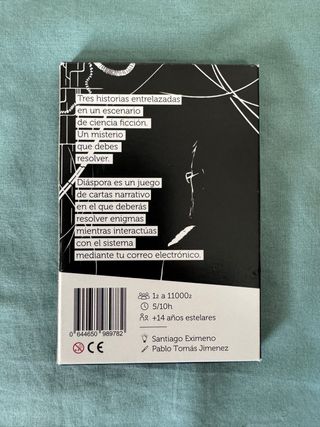 Tres historias entrelazadas
en un escenario
de ciencia ficción.
Un misterio
que debes
resolver.
Diáspora es un juego
de cartas narrativo
en el que deberás
resolver enigmas
mientras interactúas
con el sistema
mediante tu correo electrónico.
1₂ a 11000₂
5/10h
+14 años estelares
0 644650 989782
CE
Santiago Eximeno
Pablo Tomás Jimenez